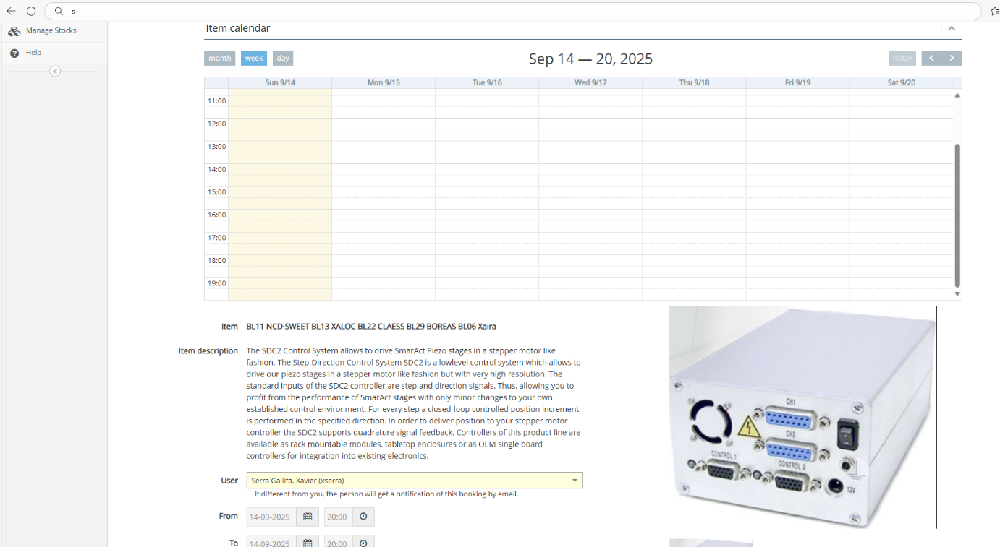 s
Manage Stocks
Help
Item calendar
month week day
Sep 14 — 20, 2025
today
Sun 9/14 Mon 9/15 Tue 9/16 Wed 9/17 Thu 9/18 Fri 9/19 Sat 9/20
11:00
12:00
13:00
14:00
15:00
16:00
17:00
18:00
19:00
Item BL11 NCD-SWEET BL13 XALOC BL22 CLAESS BL29 BOREAS BL06 Xaira
Item description The SDC2 Control System allows to drive SmarAct Piezo stages in a stepper motor like
fashion. The Step-Direction Control System SDC2 is a lowlevel control system which allows to
drive our piezo stages in a stepper motor like fashion but with very high resolution. The
standard inputs of the SDC2 controller are step and direction signals. Thus, allowing you to
profit from the performance of SmarAct stages with only minor changes to your own
established control environment. For every step a closed-loop controlled position increment
is performed in the specified direction. In order to deliver position to your stepper motor
controller the SDC2 supports quadrature signal feedback. Controllers of this product line are
available as rack mountable modules, tabletop enclosures or as OEM single board
controllers for integration into existing electronics.
User Serra Gallifa, Xavier (xserra)
If different from you, the person will get a notification of this booking by email.
From 14-09-2025 20:00
To 14-09-2025 20:00
CH1
CH2
CONTROL 1
CONTROL 2
12V